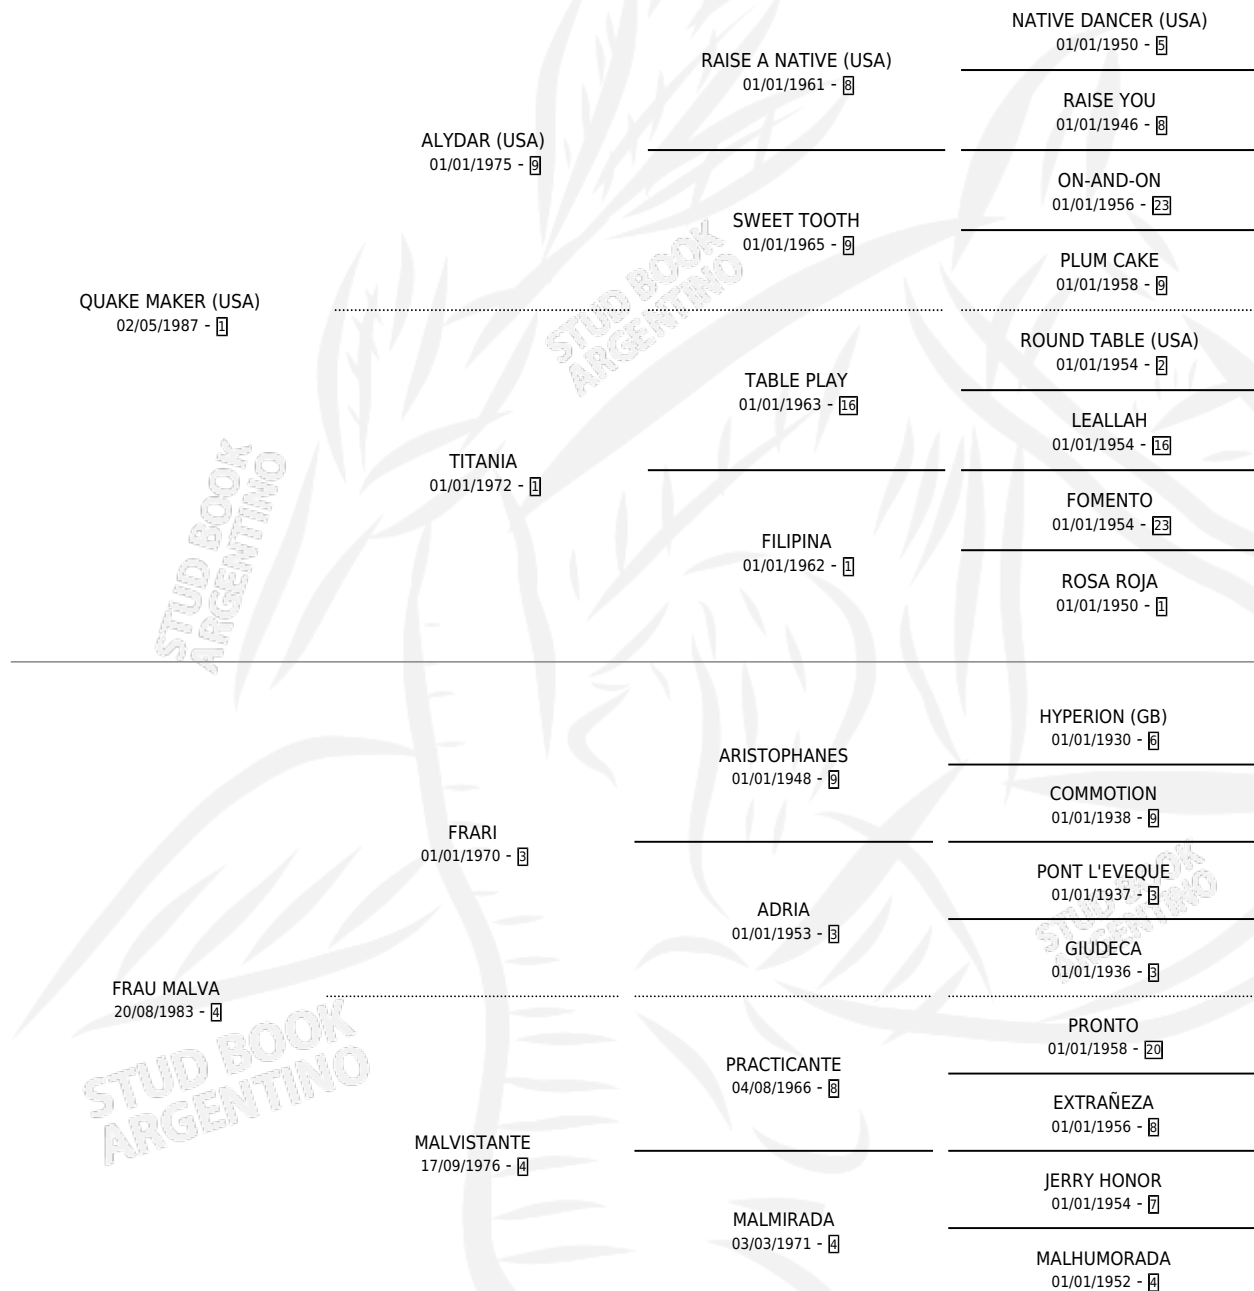 NATIVE DANCER (USA)
01/01/1950 - 5
RAISE A NATIVE (USA)
01/01/1961 - 8
RAISE YOU
01/01/1946 - 8
ALYDAR (USA)
01/01/1975 - 9
ON-AND-ON
01/01/1956 - 23
SWEET TOOTH
01/01/1965 - 9
PLUM CAKE
01/01/1958 - 9
QUAKE MAKER (USA)
02/05/1987 - 1
ROUND TABLE (USA)
01/01/1954 - 2
TABLE PLAY
01/01/1963 - 16
LEALLAH
01/01/1954 - 16
TITANIA
01/01/1972 - 1
FOMENTO
01/01/1954 - 23
FILIPINA
01/01/1962 - 1
ROSA ROJA
01/01/1950 - 1
HYPERION (GB)
01/01/1930 - 6
ARISTOPHANES
01/01/1948 - 9
COMMOTION
01/01/1938 - 9
FRARI
01/01/1970 - 3
PONT L'EVEQUE
01/01/1937 - 3
ADRIA
01/01/1953 - 3
GIUDECA
01/01/1936 - 3
FRAU MALVA
20/08/1983 - 4
PRONTO
01/01/1958 - 20
PRACTICANTE
04/08/1966 - 8
EXTRAÑEZA
01/01/1956 - 8
MALVISTANTE
17/09/1976 - 4
JERRY HONOR
01/01/1954 - 7
MALMIRADA
03/03/1971 - 4
MALHUMORADA
01/01/1952 - 4
STUD BOOK
ARGENTINO
STUD BOOK
ARGENTINO
STUD BOOK
ARGENTINO
STUD BOOK
ARGENTINO